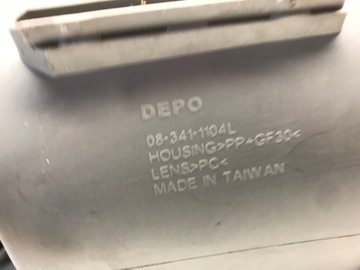 DEPO
08-341-1104L
HOUSING>PP+GF30<
LENS>PC<
MADE IN TAIWAN